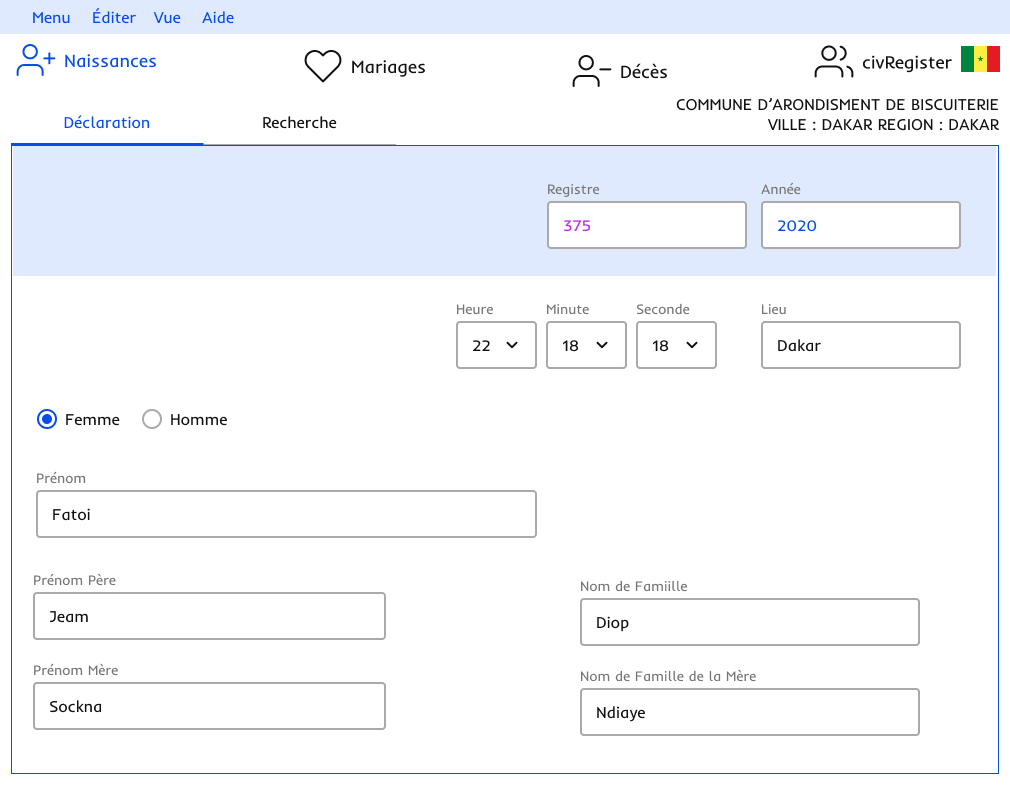 Menu Éditer Vue Aide
Naissances Mariages Décès civRegister
COMMUNE D’ARONDISMENT DE BISCUITERIE
VILLE : DAKAR REGION : DAKAR
Déclaration Recherche
Registre Année
375 2020
Heure Minute Seconde Lieu
22 18 18 Dakar
Femme Homme
Prénom
Fatoi
Prénom Père Nom de Famiille
Jeam Diop
Prénom Mère Nom de Famille de la Mère
Sockna Ndiaye